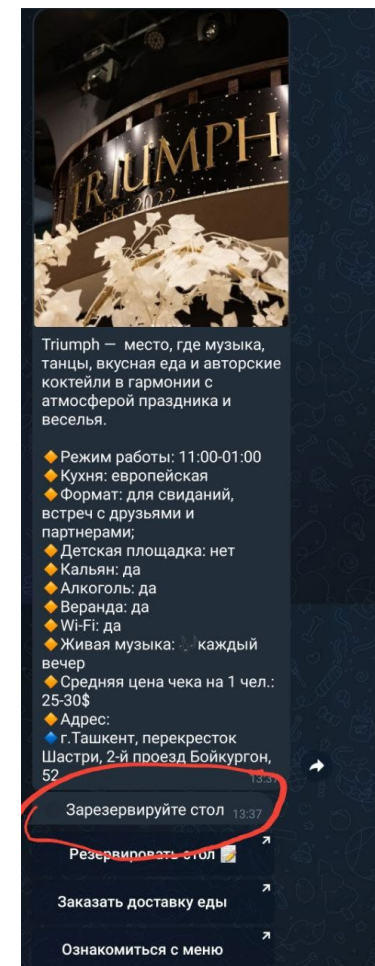 TRIUMPH
EST. 2022
Triumph — место, где музыка,
танцы, вкусная еда и авторские
коктейли в гармонии с
атмосферой праздника и
веселья.
🔶Режим работы: 11:00-01:00
🔶Кухня: европейская
🔶Формат: для свиданий,
встреч с друзьями и
партнерами;
🔶Детская площадка: нет
🔶Кальян: да
🔶Алкоголь: да
🔶Веранда: да
🔶Wi-Fi: да
🔶Живая музыка: 🎶каждый
вечер
🔶Средняя цена чека на 1 чел.:
25-30$
🔶Адрес:
🔷г.Ташкент, перекресток
Шастри, 2-й проезд Бойкургон,
52 13:37
Зарезервируйте стол 13:37
Резервировать стол 📝
Заказать доставку еды
Ознакомиться с меню